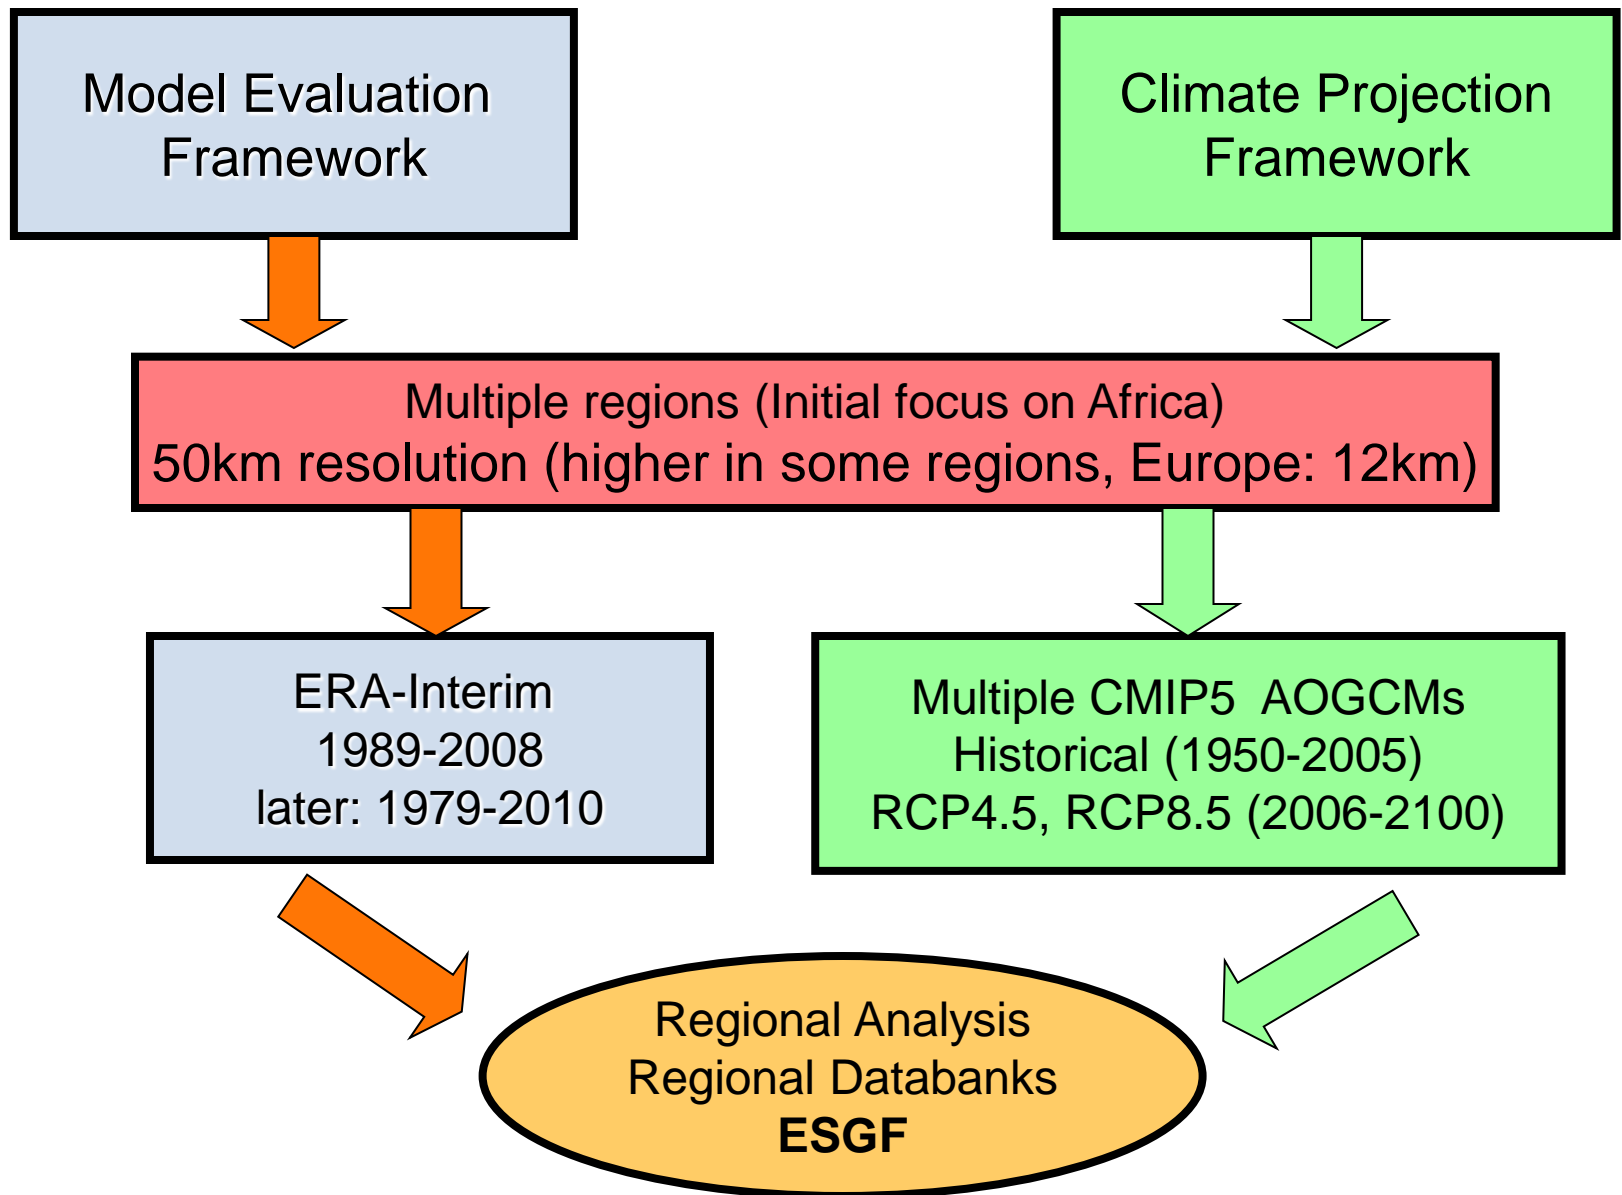 Model Evaluation
Framework
Climate Projection
Framework
Multiple regions (Initial focus on Africa)
50km resolution (higher in some regions, Europe: 12km)
ERA-Interim
1989-2008
later: 1979-2010
Multiple CMIP5 AOGCMs
Historical (1950-2005)
RCP4.5, RCP8.5 (2006-2100)
Regional Analysis
Regional Databanks
ESGF